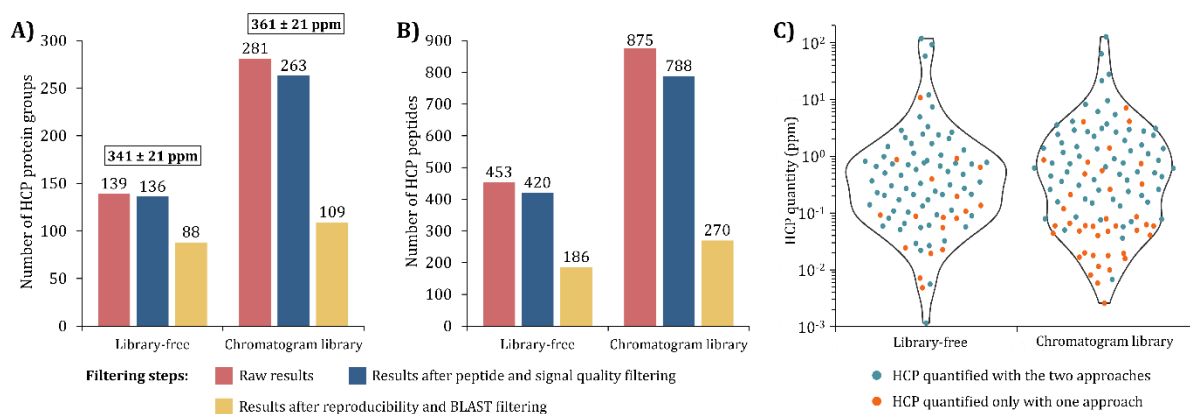 A)
361 ± 21 ppm
341 ± 21 ppm
Number of HCP protein groups
300
250
200
150
100
50
0
139
136
88
281
263
109
Library-free
Chromatogram library
B)
Number of HCP peptides
900
800
700
600
500
400
300
200
100
0
453
420
186
875
788
270
Library-free
Chromatogram library
C)
HCP quantity (ppm)
10²
10¹
10⁰
10⁻¹
10⁻²
10⁻³
Library-free
Chromatogram library
Filtering steps:
Raw results
Results after peptide and signal quality filtering
Results after reproducibility and BLAST filtering
HCP quantified with the two approaches
HCP quantified only with one approach